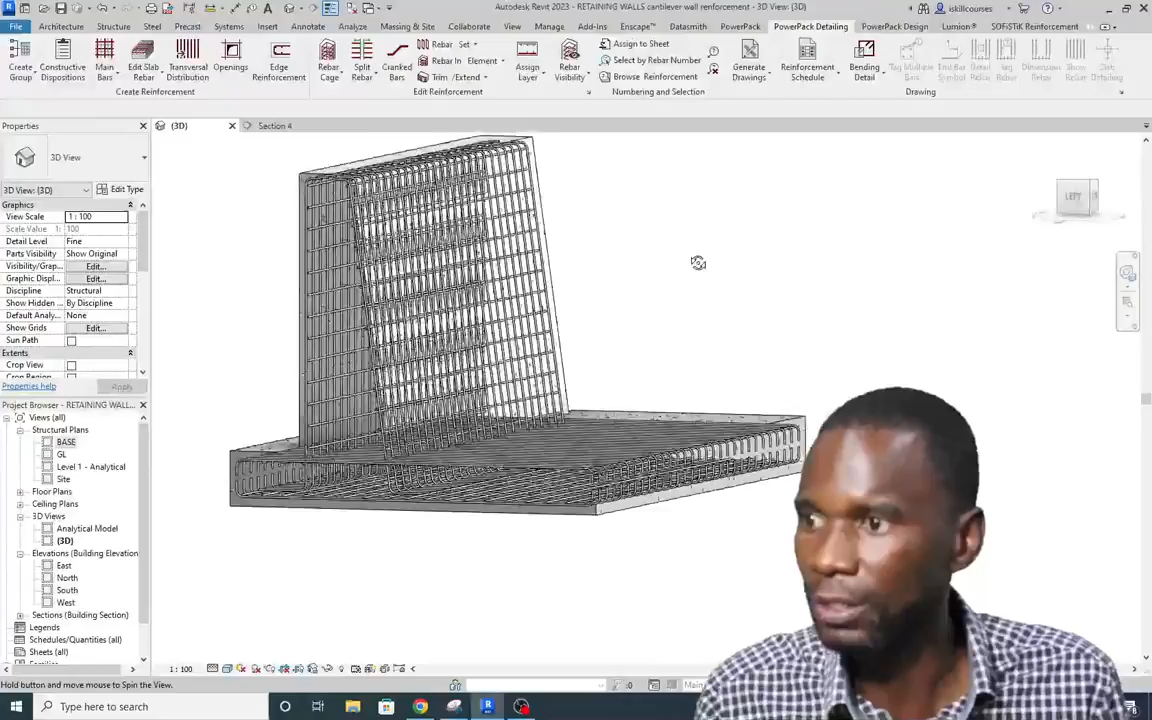 Autodesk Revit 2023 - RETAINING WALLS cantilever wall reinforcement - 3D View: {3D}
iskillcourses
File Architecture Structure Steel Precast Systems Insert Annotate Analyze Massing & Site Collaborate View Manage Add-Ins Enscape™ Datasmith PowerPack PowerPack Detailing PowerPack Design Lumion® SOFiSTiK Reinforcement
Create Group
Constructive Dispositions
Main Bars
Edit Slab Rebar
Transversal Distribution
Openings
Edge Reinforcement
Rebar Cage
Split Rebar
Cranked Bars
Rebar Set
Rebar In Element
Trim /Extend
Assign Layer
Rebar Visibility
Assign to Sheet
Select by Rebar Number
Browse Reinforcement
Generate Drawings
Reinforcement Schedule
Bending Detail
Create Reinforcement
Edit Reinforcement
Numbering and Selection
Drawing
Properties
{3D}
Section 4
3D View
3D View: {3D}
Edit Type
Graphics
View Scale 1 : 100
Scale Value 1: 100
Detail Level Fine
Parts Visibility Show Original
Visibility/Grap... Edit...
Graphic Displ... Edit...
Discipline Structural
Show Hidden ... By Discipline
Default Analy... None
Show Grids Edit...
Sun Path
Extents
Crop View
Properties help
Apply
Project Browser - RETAINING WALL...
Views (all)
Structural Plans
BASE
GL
Level 1 - Analytical
Site
Floor Plans
Ceiling Plans
3D Views
Analytical Model
{3D}
Elevations (Building Elevation
East
North
South
West
Sections (Building Section)
Legends
Schedules/Quantities (all)
Sheets (all)
LEFT
1 : 100
Hold button and move mouse to Spin the View.
:0
Main
Type here to search